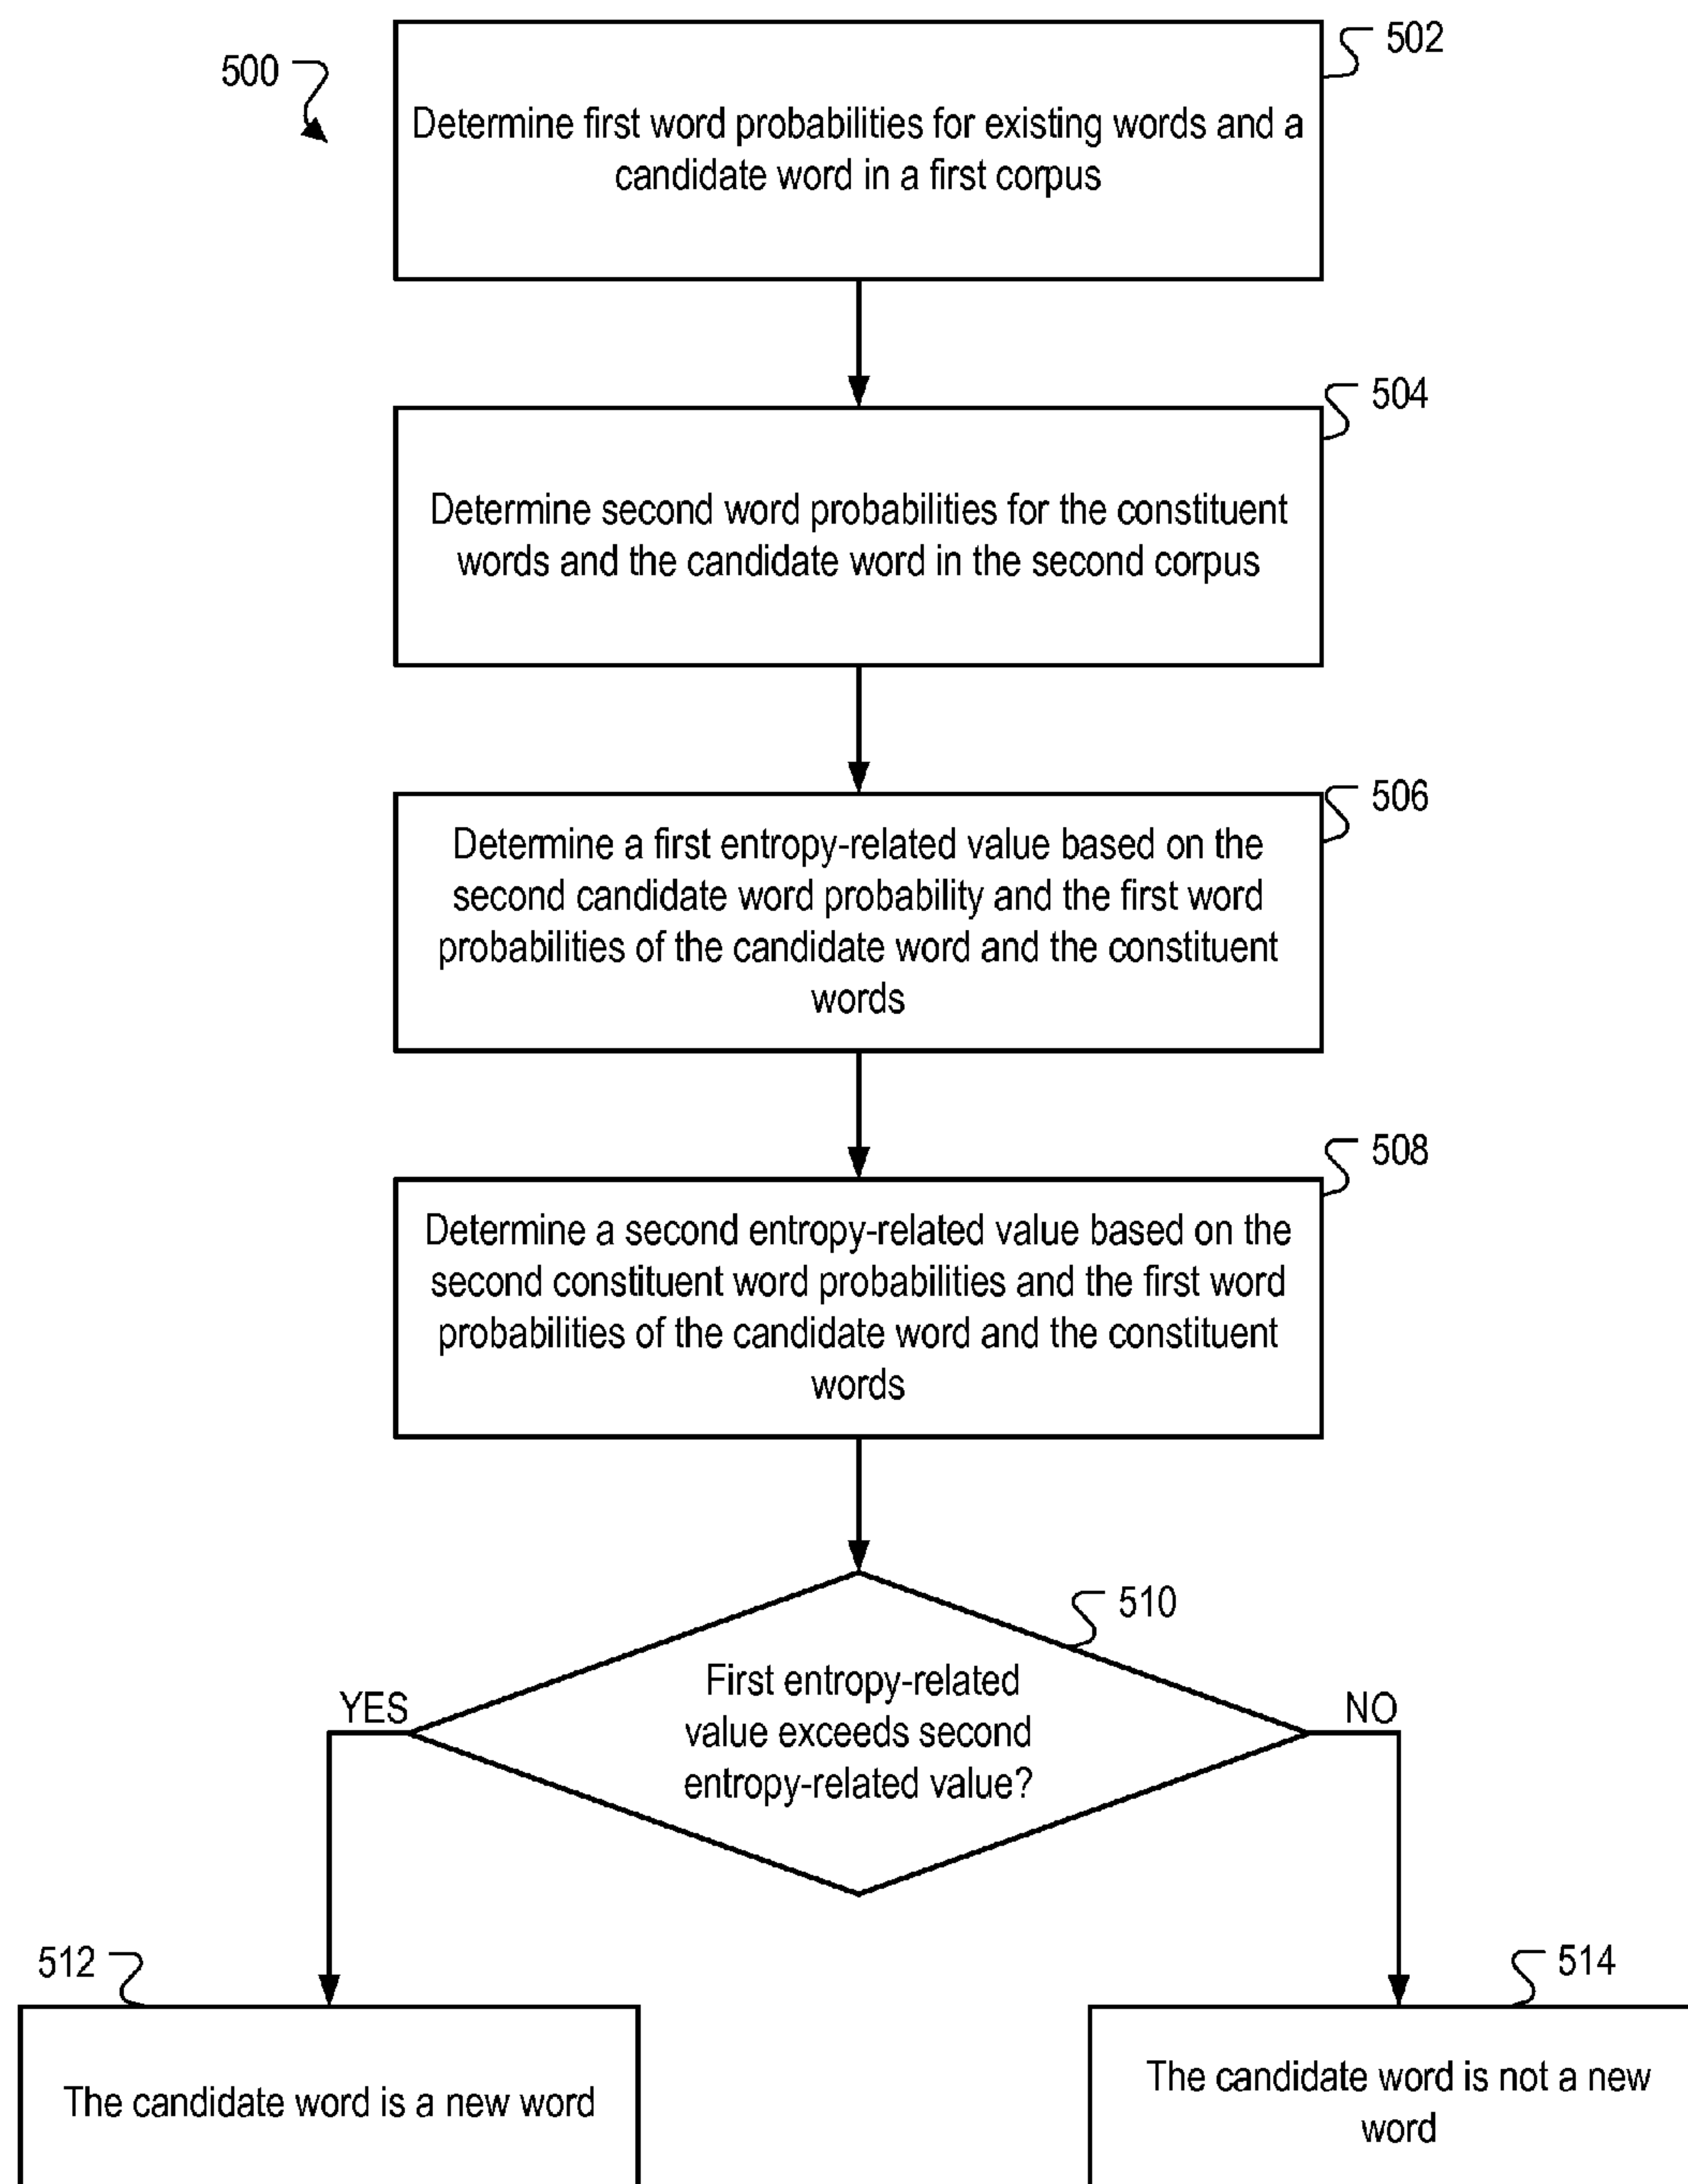 500
502
Determine first word probabilities for existing words and a
candidate word in a first corpus
504
Determine second word probabilities for the constituent
words and the candidate word in the second corpus
506
Determine a first entropy-related value based on the
second candidate word probability and the first word
probabilities of the candidate word and the constituent
words
508
Determine a second entropy-related value based on the
second constituent word probabilities and the first word
probabilities of the candidate word and the constituent
words
510
First entropy-related
value exceeds second
entropy-related value?
YES
NO
512
The candidate word is a new word
514
The candidate word is not a new
word